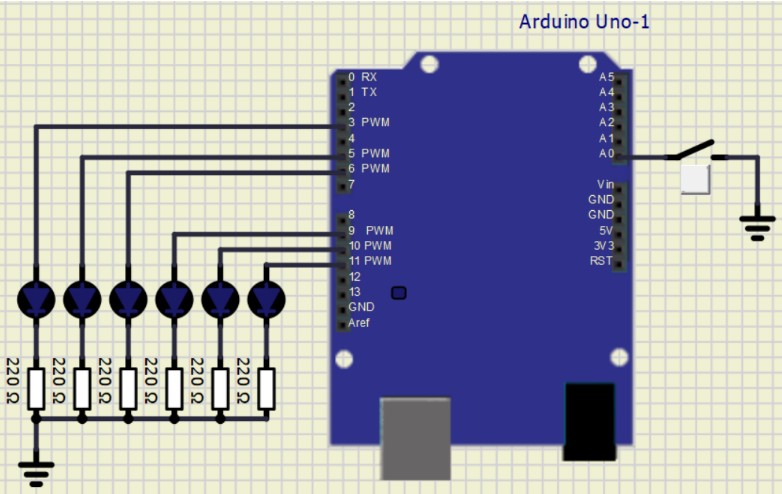 Arduino Uno-1
0 RX
1 TX
2
3 PWM
4
5 PWM
6 PWM
7
8
9 PWM
10 PWM
11 PWM
12
13
GND
Aref
A5
A4
A3
A2
A1
A0
Vin
GND
GND
5V
3V3
RST
220 Ω
220 Ω
220 Ω
220 Ω
220 Ω
220 Ω